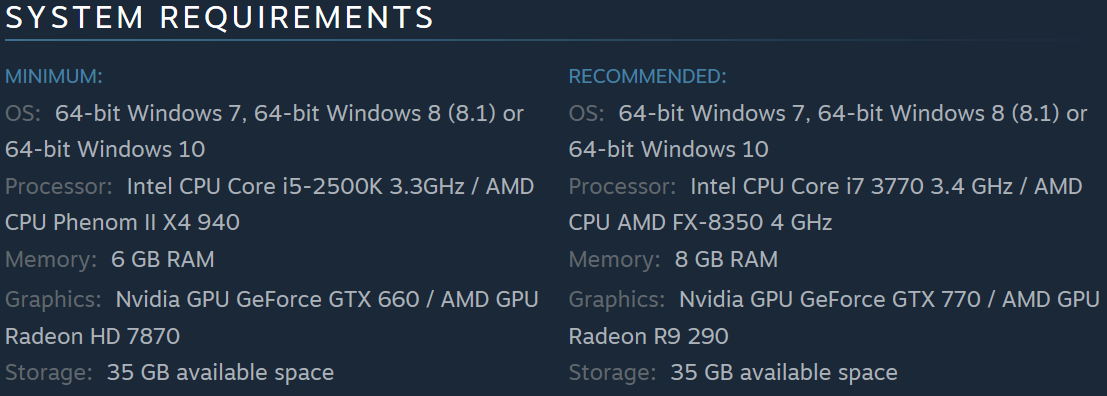 SYSTEM REQUIREMENTS
MINIMUM:
OS: 64-bit Windows 7, 64-bit Windows 8 (8.1) or
64-bit Windows 10
Processor: Intel CPU Core i5-2500K 3.3GHz / AMD
CPU Phenom II X4 940
Memory: 6 GB RAM
Graphics: Nvidia GPU GeForce GTX 660 / AMD GPU
Radeon HD 7870
Storage: 35 GB available space
RECOMMENDED:
OS: 64-bit Windows 7, 64-bit Windows 8 (8.1) or
64-bit Windows 10
Processor: Intel CPU Core i7 3770 3.4 GHz / AMD
CPU AMD FX-8350 4 GHz
Memory: 8 GB RAM
Graphics: Nvidia GPU GeForce GTX 770 / AMD GPU
Radeon R9 290
Storage: 35 GB available space